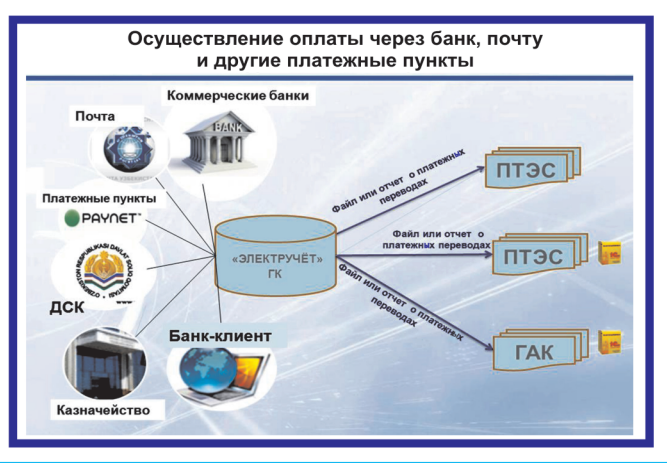 Осуществление оплаты через банк, почту
и другие платежные пункты
Коммерческие банки
Почта
BANK
Платежные пункты
PAYNET
ДСК
«ЭЛЕКТРУЧЁТ»
ГК
Банк-клиент
Казначейство
Файл или отчет о платежных
переводах
ПТЭС
Файл или отчет о
платежных переводах
ПТЭС
Файл или отчет о платежных
переводах
ГАК